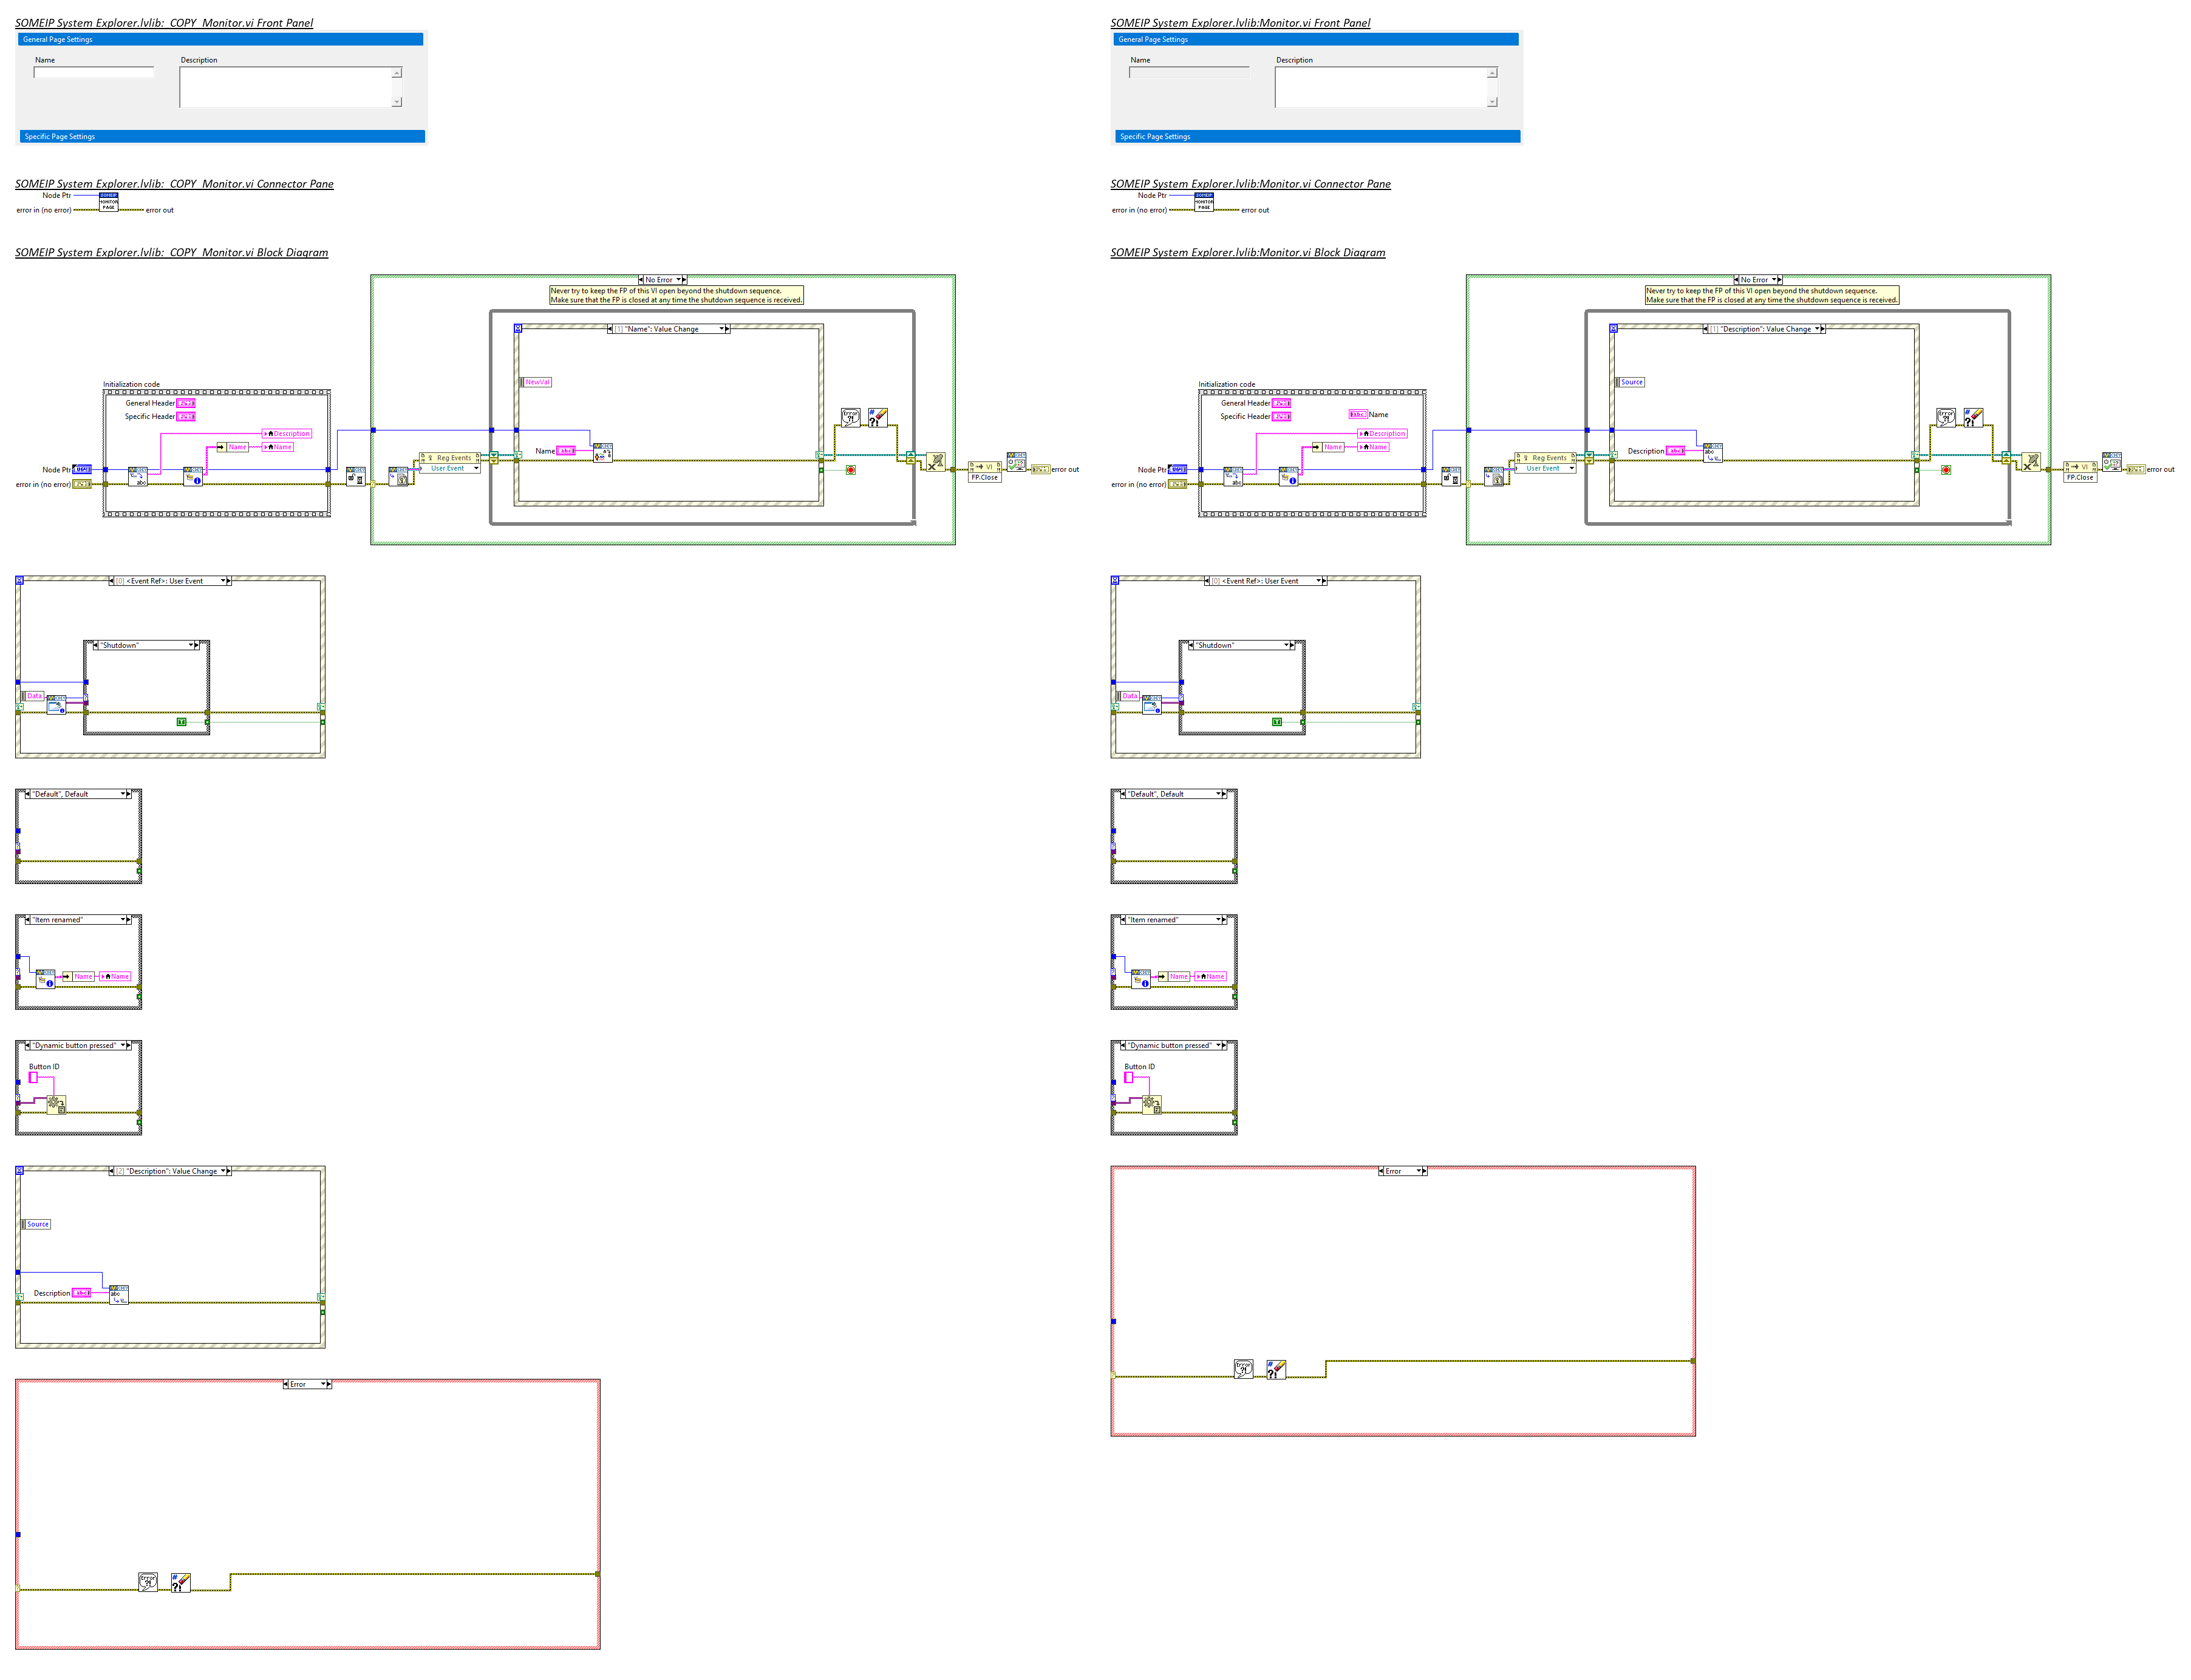 SOMEIP System Explorer.lvlib:_COPY_Monitor.vi Front Panel
General Page Settings
Name
Description
Specific Page Settings
SOMEIP System Explorer.lvlib:_COPY_Monitor.vi Connector Pane
Node Ptr
MONITOR
PAGE
error in (no error)
error out
SOMEIP System Explorer.lvlib:_COPY_Monitor.vi Block Diagram
No Error
Never try to keep the FP of this VI open beyond the shutdown sequence.
Make sure that the FP is closed at any time the shutdown sequence is received.
[1] "Name": Value Change
NewVal
Initialization code
General Header
Specific Header
Description
Name
Name
Name
Reg Events
User Event
Node Ptr
error in (no error)
VI
FP.Close
error out
[0] <Event Ref>: User Event
"Shutdown"
Data
"Default", Default
"Item renamed"
Name
Name
"Dynamic button pressed"
Button ID
[2] "Description": Value Change
Source
Description
Error
SOMEIP System Explorer.lvlib:Monitor.vi Front Panel
General Page Settings
Name
Description
Specific Page Settings
SOMEIP System Explorer.lvlib:Monitor.vi Connector Pane
Node Ptr
MONITOR
PAGE
error in (no error)
error out
SOMEIP System Explorer.lvlib:Monitor.vi Block Diagram
No Error
Never try to keep the FP of this VI open beyond the shutdown sequence.
Make sure that the FP is closed at any time the shutdown sequence is received.
[1] "Description": Value Change
Source
Initialization code
General Header
Specific Header
Name
Description
Name
Name
Description
Reg Events
User Event
Node Ptr
error in (no error)
VI
FP.Close
error out
[0] <Event Ref>: User Event
"Shutdown"
Data
"Default", Default
"Item renamed"
Name
Name
"Dynamic button pressed"
Button ID
Error